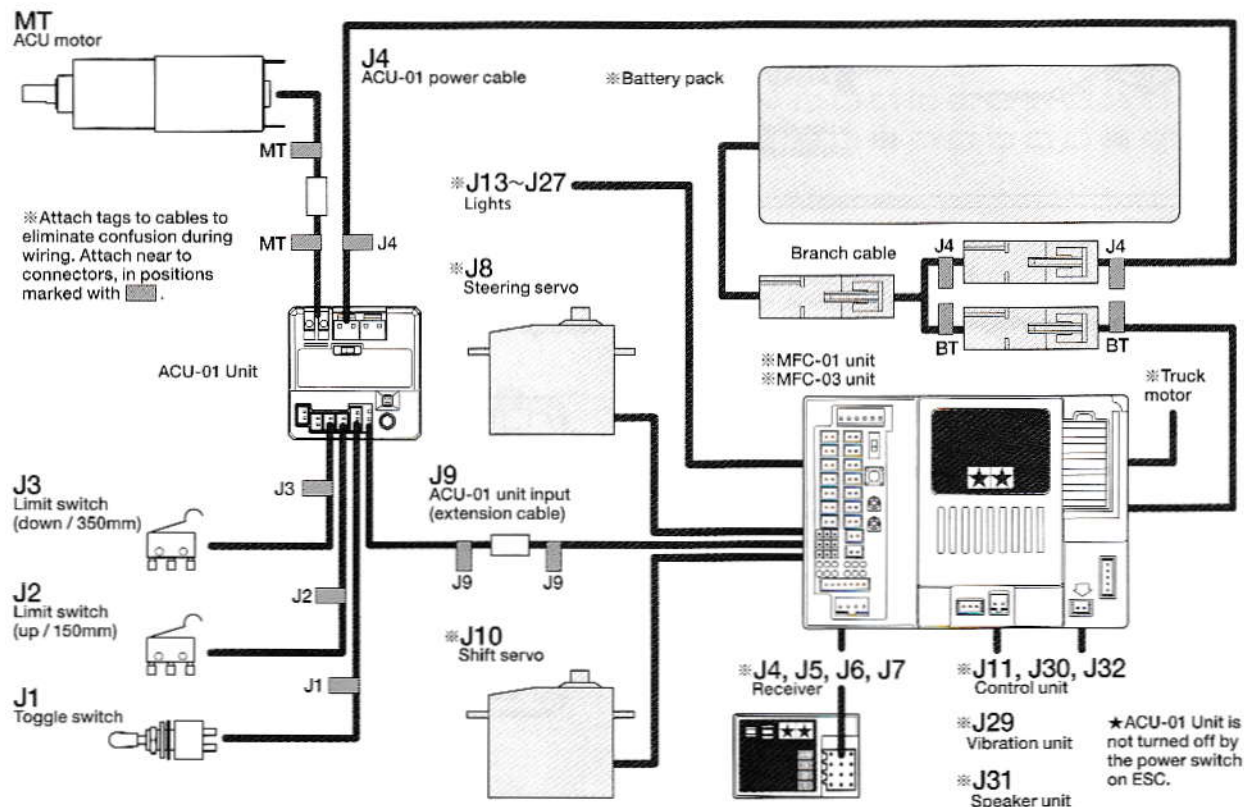 MT
ACU motor
J4
ACU-01 power cable
※Battery pack
MT
※J13~J27
Lights
※Attach tags to cables to
eliminate confusion during
wiring. Attach near to
connectors, in positions
marked with .
MT
J4
※J8
Steering servo
Branch cable
J4
J4
BT
BT
ACU-01 Unit
※MFC-01 unit
※MFC-03 unit
※Truck
motor
J3
Limit switch
(down / 350mm)
J3
J9
ACU-01 unit input
(extension cable)
J9
J9
J2
Limit switch
(up / 150mm)
J2
※J10
Shift servo
J1
Toggle switch
J1
※J4, J5, J6, J7
Receiver
※J11, J30, J32
Control unit
※J29
Vibration unit
※J31
Speaker unit
★ACU-01 Unit is
not turned off by
the power switch
on ESC.